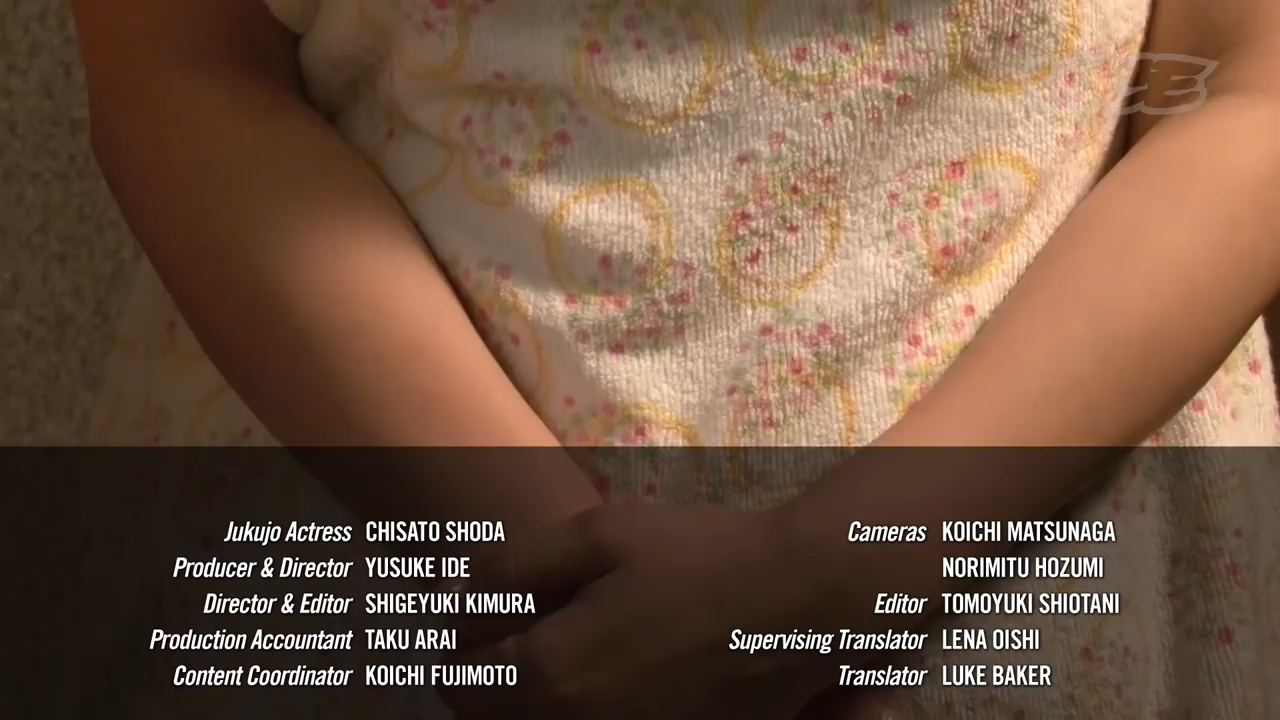 VICE
Jukujo Actress CHISATO SHODA
Producer & Director YUSUKE IDE
Director & Editor SHIGEYUKI KIMURA
Production Accountant TAKU ARAI
Content Coordinator KOICHI FUJIMOTO
Cameras KOICHI MATSUNAGA
NORIMITU HOZUMI
Editor TOMOYUKI SHIOTANI
Supervising Translator LENA OISHI
Translator LUKE BAKER